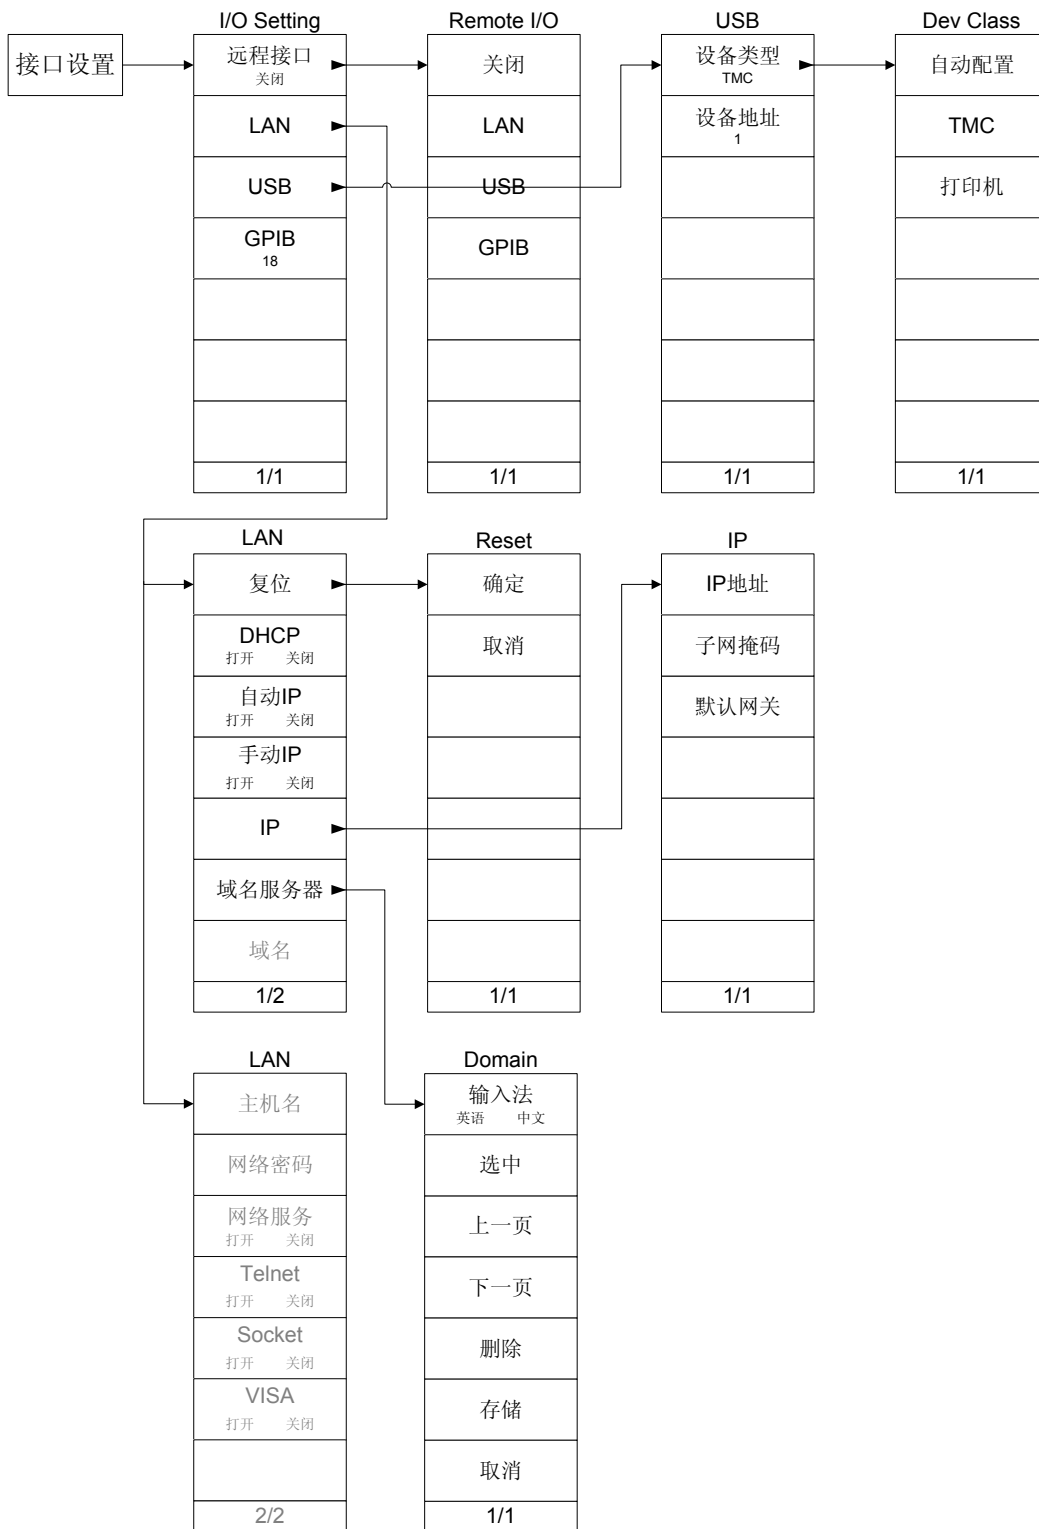 接口设置
I/O Setting
远程接口
关闭
LAN
USB
GPIB
18
1/1
Remote I/O
关闭
LAN
USB
GPIB
1/1
USB
设备类型
TMC
设备地址
1
1/1
Dev Class
自动配置
TMC
打印机
1/1
LAN
复位
DHCP
打开 关闭
自动IP
打开 关闭
手动IP
打开 关闭
IP
域名服务器
域名
1/2
Reset
确定
取消
1/1
IP
IP地址
子网掩码
默认网关
1/1
LAN
主机名
网络密码
网络服务
打开 关闭
Telnet
打开 关闭
Socket
打开 关闭
VISA
打开 关闭
2/2
Domain
输入法
英语 中文
选中
上一页
下一页
删除
存储
取消
1/1